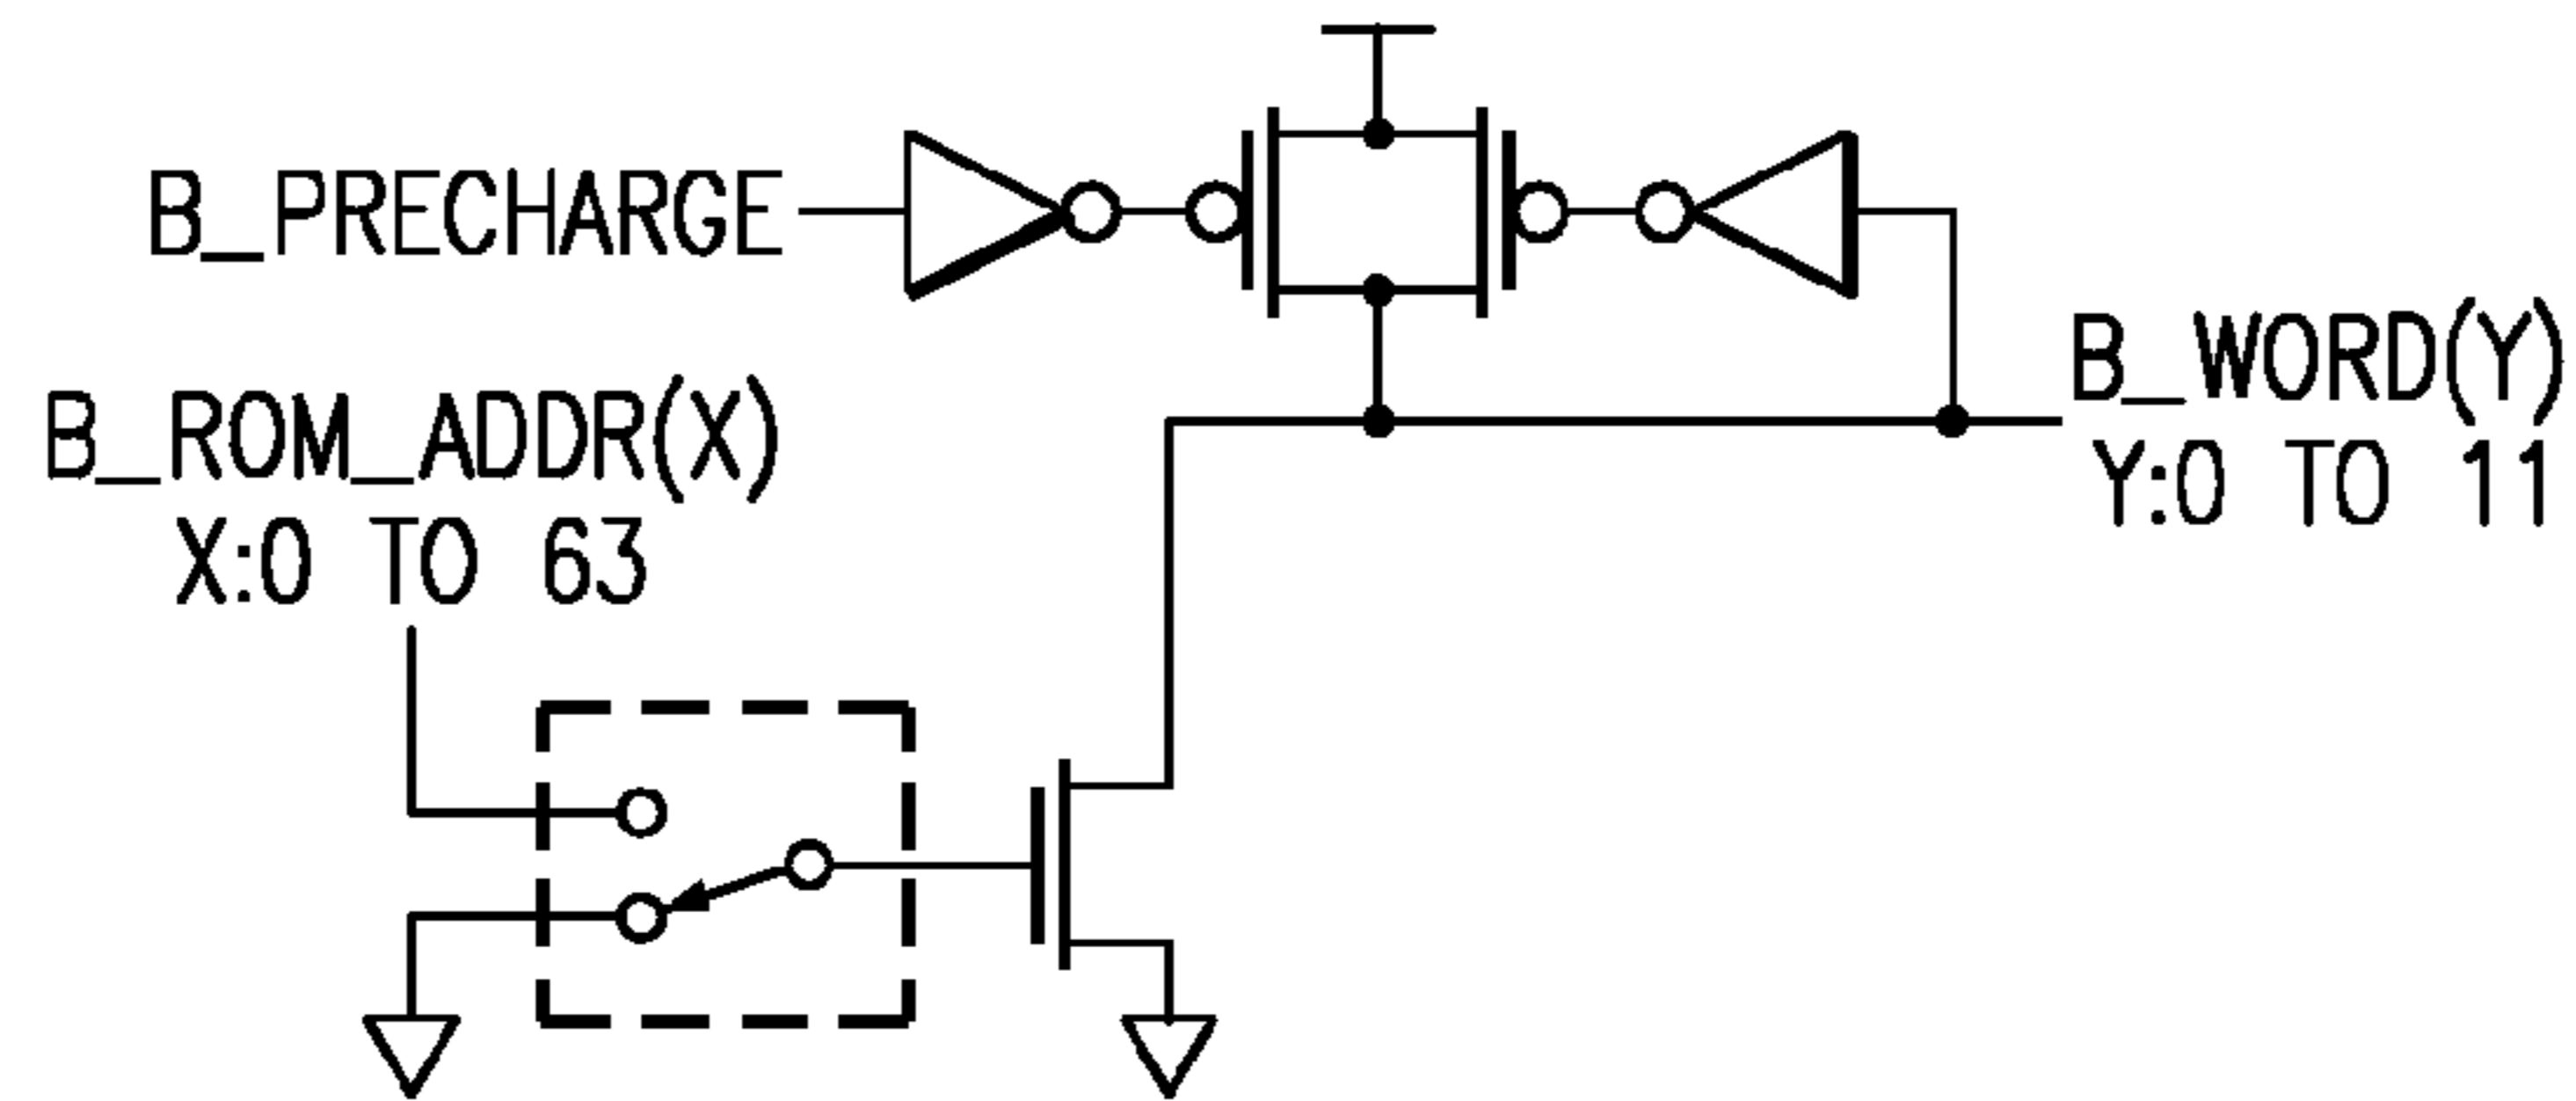 B_PRECHARGE
B_ROM_ADDR(X)
X:0 TO 63
B_WORD(Y)
Y:0 TO 11